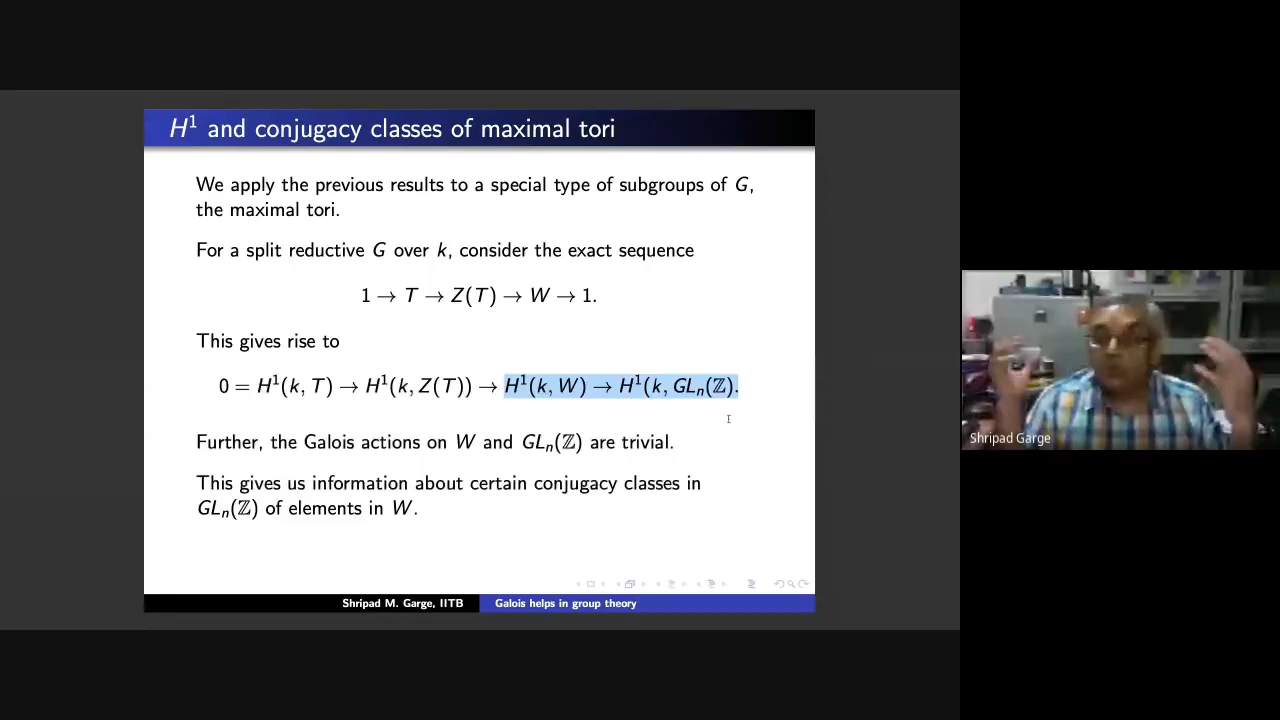 H¹ and conjugacy classes of maximal tori
We apply the previous results to a special type of subgroups of G,
the maximal tori.
For a split reductive G over k, consider the exact sequence
1 → T → Z(T) → W → 1.
This gives rise to
0 = H¹(k, T) → H¹(k, Z(T)) → H¹(k, W) → H¹(k, GLₙ(ℤ).
Further, the Galois actions on W and GLₙ(ℤ) are trivial.
This gives us information about certain conjugacy classes in
GLₙ(ℤ) of elements in W.
Shripad M. Garge, IITB
Galois helps in group theory
Shripad Garge